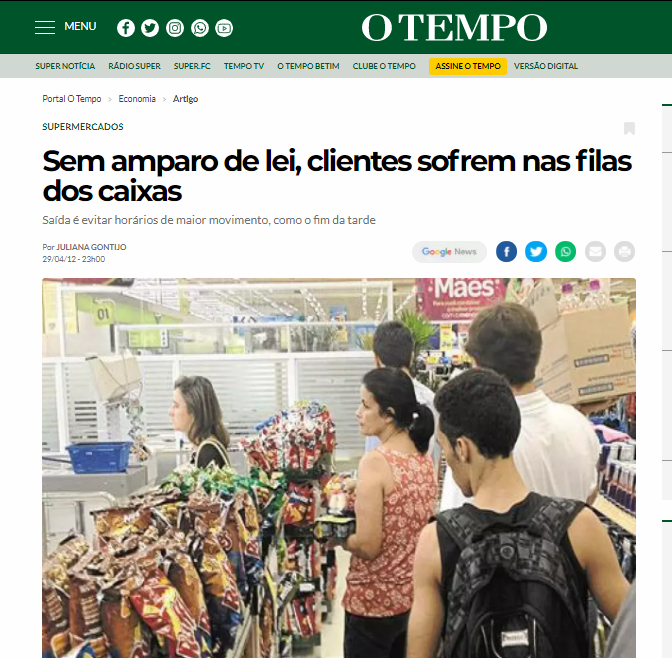 MENU
O TEMPO
SUPER NOTÍCIA RÁDIO SUPER SUPER.FC TEMPO TV O TEMPO BETIM CLUBE O TEMPO ASSINE O TEMPO VERSÃO DIGITAL
Portal O Tempo > Economia > Artigo
SUPERMERCADOS
Sem amparo de lei, clientes sofrem nas filas
dos caixas
Saída é evitar horários de maior movimento, como o fim da tarde
Por JULIANA GONTIJO
29/04/12 - 23h00
Google News
01
Mães